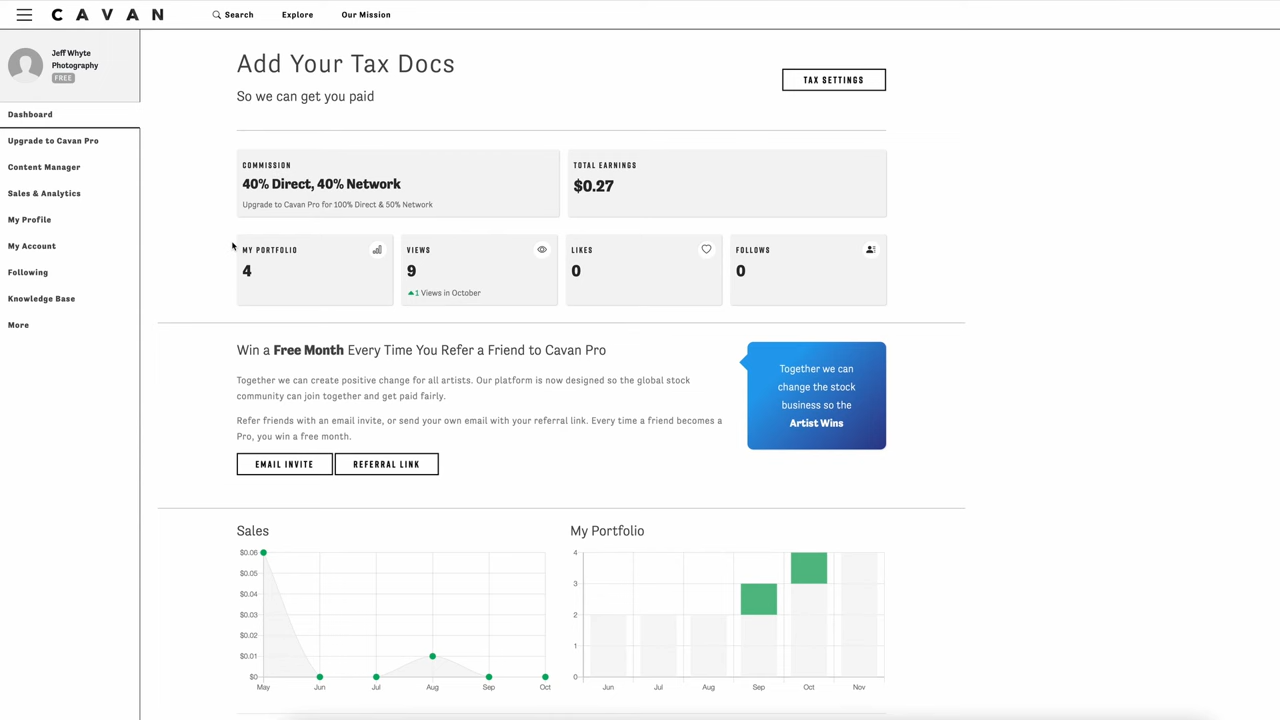 CAVAN
Search
Explore
Our Mission
Jeff Whyte
Photography
FREE
Dashboard
Upgrade to Cavan Pro
Content Manager
Sales & Analytics
My Profile
My Account
Following
Knowledge Base
More
Add Your Tax Docs
So we can get you paid
TAX SETTINGS
COMMISSION
40% Direct, 40% Network
Upgrade to Cavan Pro for 100% Direct & 50% Network
TOTAL EARNINGS
$0.27
MY PORTFOLIO
4
VIEWS
9
1 Views in October
LIKES
0
FOLLOWS
0
Win a Free Month Every Time You Refer a Friend to Cavan Pro
Together we can create positive change for all artists. Our platform is now designed so the global stock
community can join together and get paid fairly.
Refer friends with an email invite, or send your own email with your referral link. Every time a friend becomes a
Pro, you win a free month.
EMAIL INVITE
REFERRAL LINK
Together we can
change the stock
business so the
Artist Wins
Sales
$0.06
$0.05
$0.04
$0.03
$0.02
$0.01
$0
May Jun Jul Aug Sep Oct
My Portfolio
4
3
2
1
0
Jun Jul Aug Sep Oct Nov